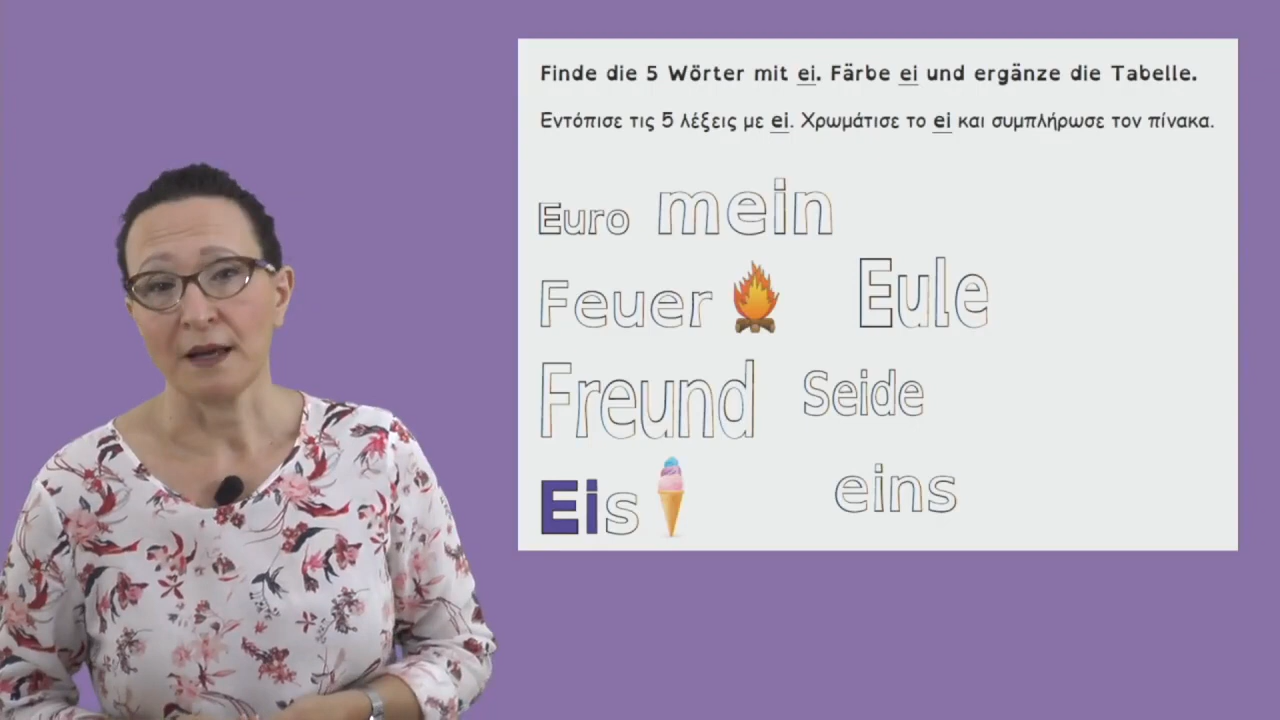 Finde die 5 Wörter mit ei. Färbe ei und ergänze die Tabelle.
Εντόπισε τις 5 λέξεις με ei. Χρωμάτισε το ei και συμπλήρωσε τον πίνακα.
Euro mein
Feuer Eule
Freund Seide
Eis eins